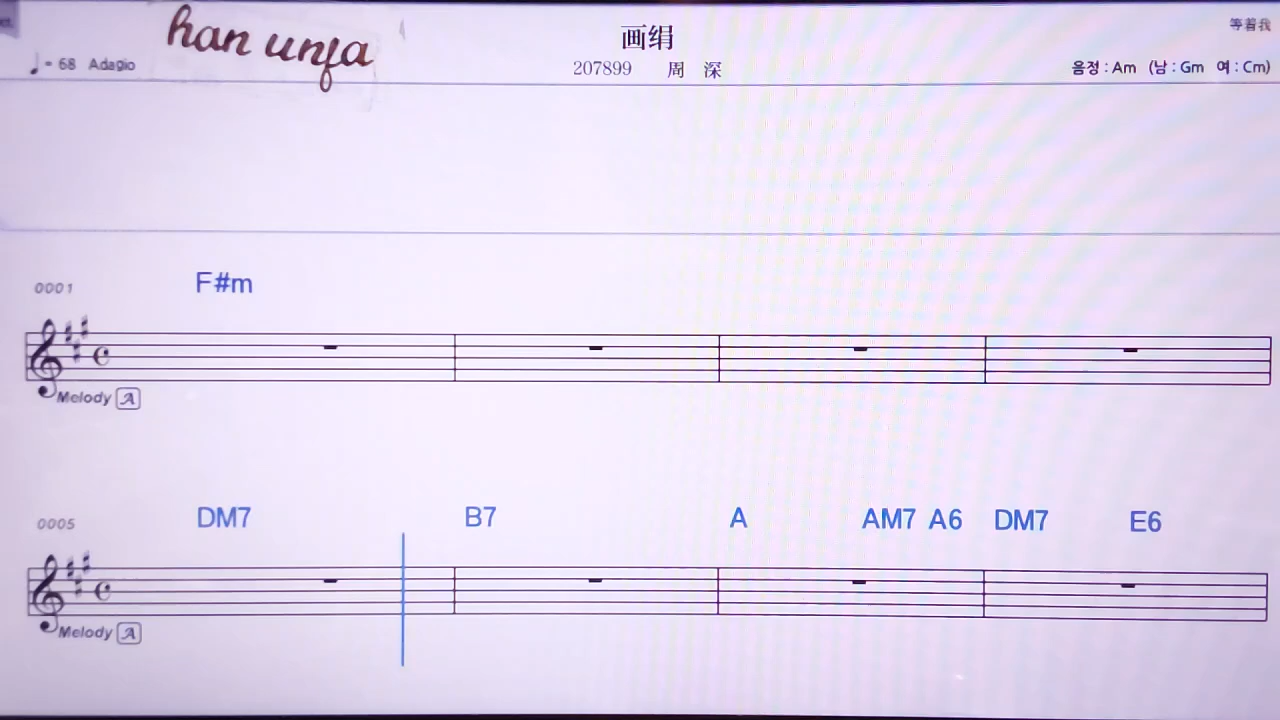 han unfa
画绢
等着我
♩= 68 Adagio
207899 周 深
음정 : Am (남 : Gm 여 : Cm)
0001 F#m
Melody A
0005 DM7 B7 A AM7 A6 DM7 E6
Melody A